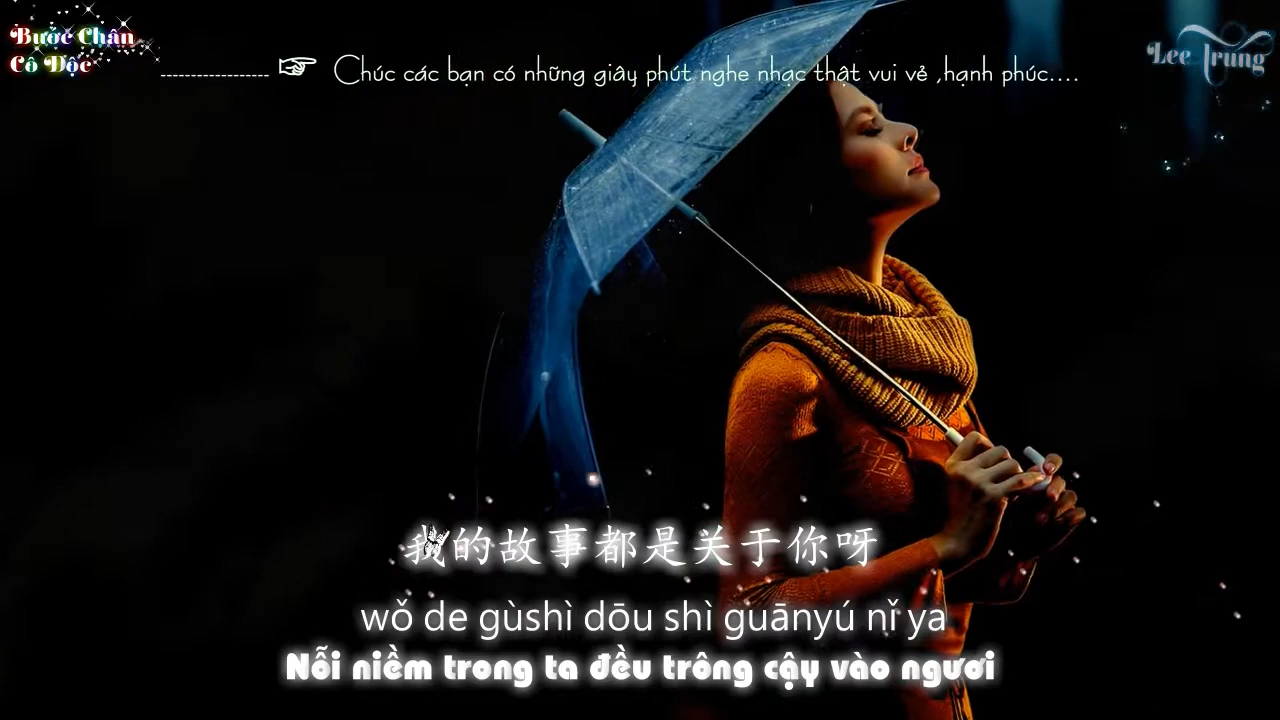 Bước Chân
Cô Độc
------------------ ☞ Chúc các bạn có những giây phút nghe nhạc thật vui vẻ ,hạnh phúc....
Lee Trung
我的故事都是关于你呀
wǒ de gùshì dōu shì guānyú nǐ ya
Nỗi niềm trong ta đều trông cậy vào ngươi